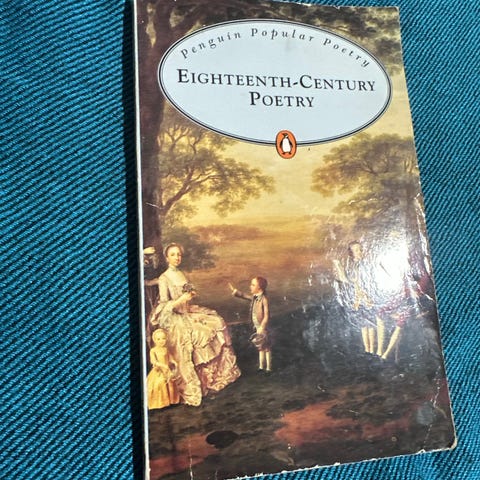 Penguin Popular Poetry
EIGHTEENTH-CENTURY
POETRY